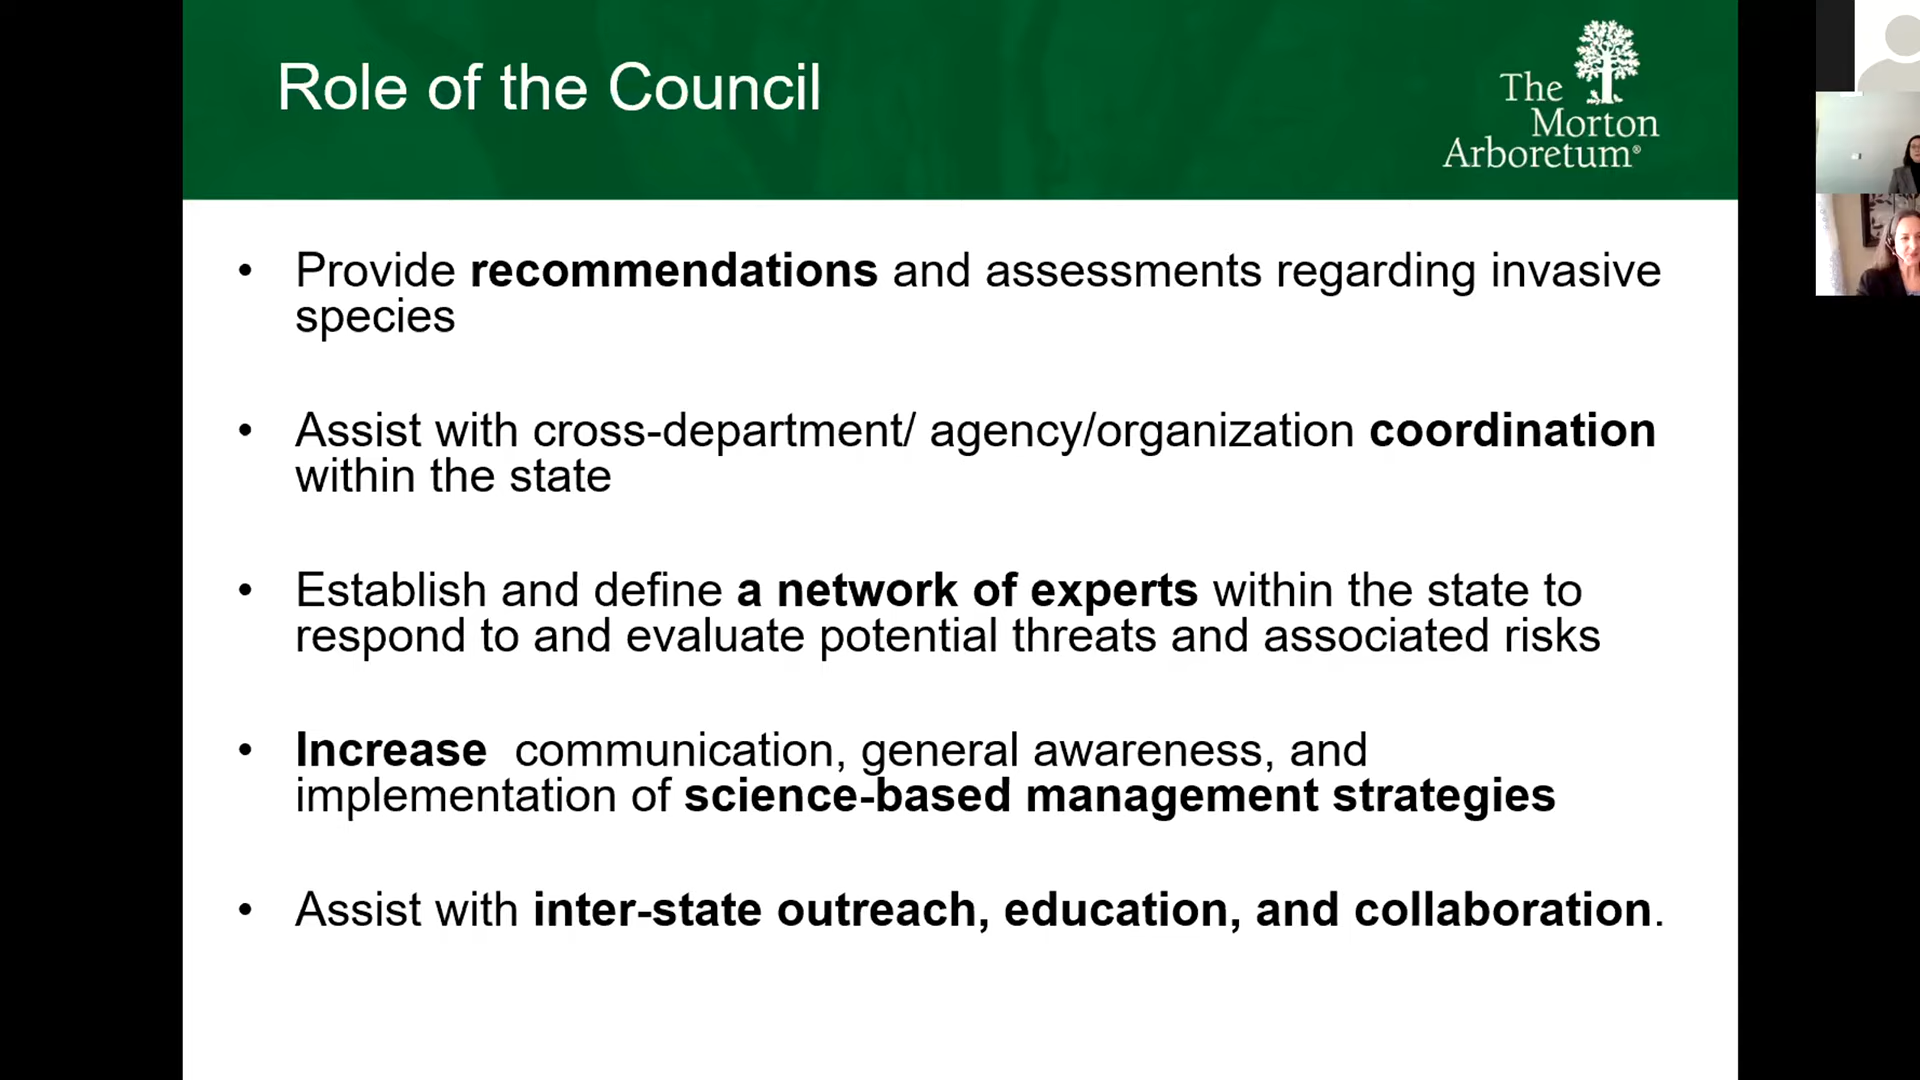 Role of the Council
The
Morton
Arboretum®
• Provide recommendations and assessments regarding invasive
species
• Assist with cross-department/ agency/organization coordination
within the state
• Establish and define a network of experts within the state to
respond to and evaluate potential threats and associated risks
• Increase  communication, general awareness, and
implementation of science-based management strategies
• Assist with inter-state outreach, education, and collaboration.